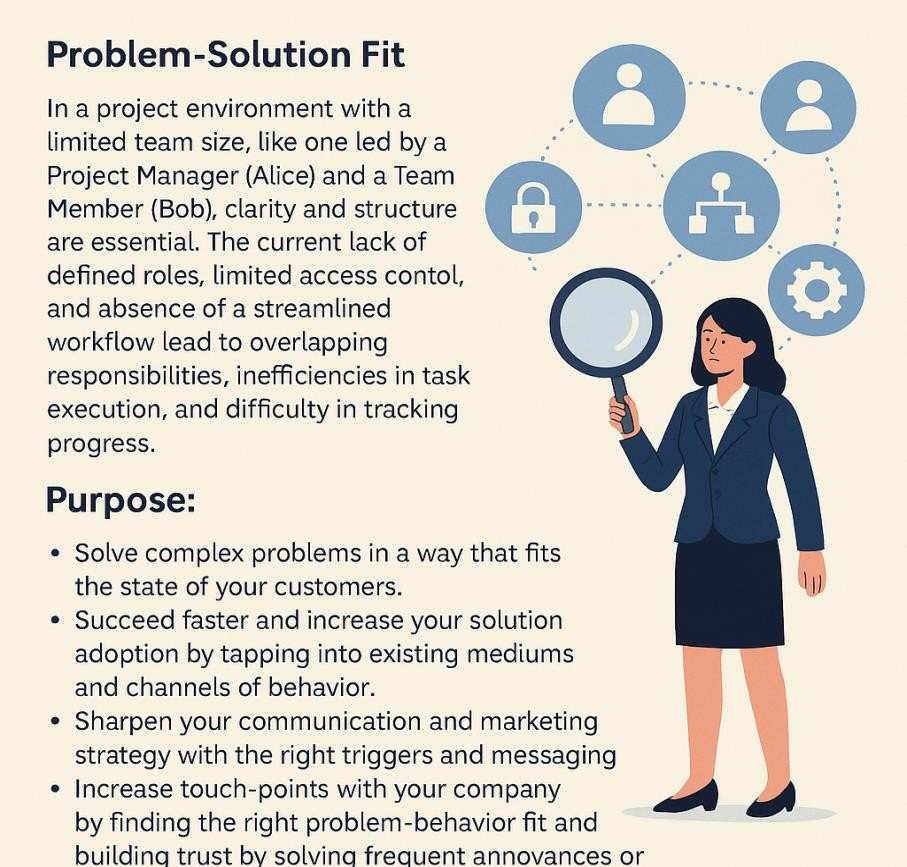 Problem-Solution Fit
In a project environment with a
limited team size, like one led by a
Project Manager (Alice) and a Team
Member (Bob), clarity and structure
are essential. The current lack of
defined roles, limited access contol,
and absence of a streamlined
workflow lead to overlapping
responsibilities, inefficiencies in task
execution, and difficulty in tracking
progress.
Purpose:
• Solve complex problems in a way that fits
the state of your customers.
• Succeed faster and increase your solution
adoption by tapping into existing mediums
and channels of behavior.
• Sharpen your communication and marketing
strategy with the right triggers and messaging
• Increase touch-points with your company
by finding the right problem-behavior fit and
building trust by solving frequent annovances or